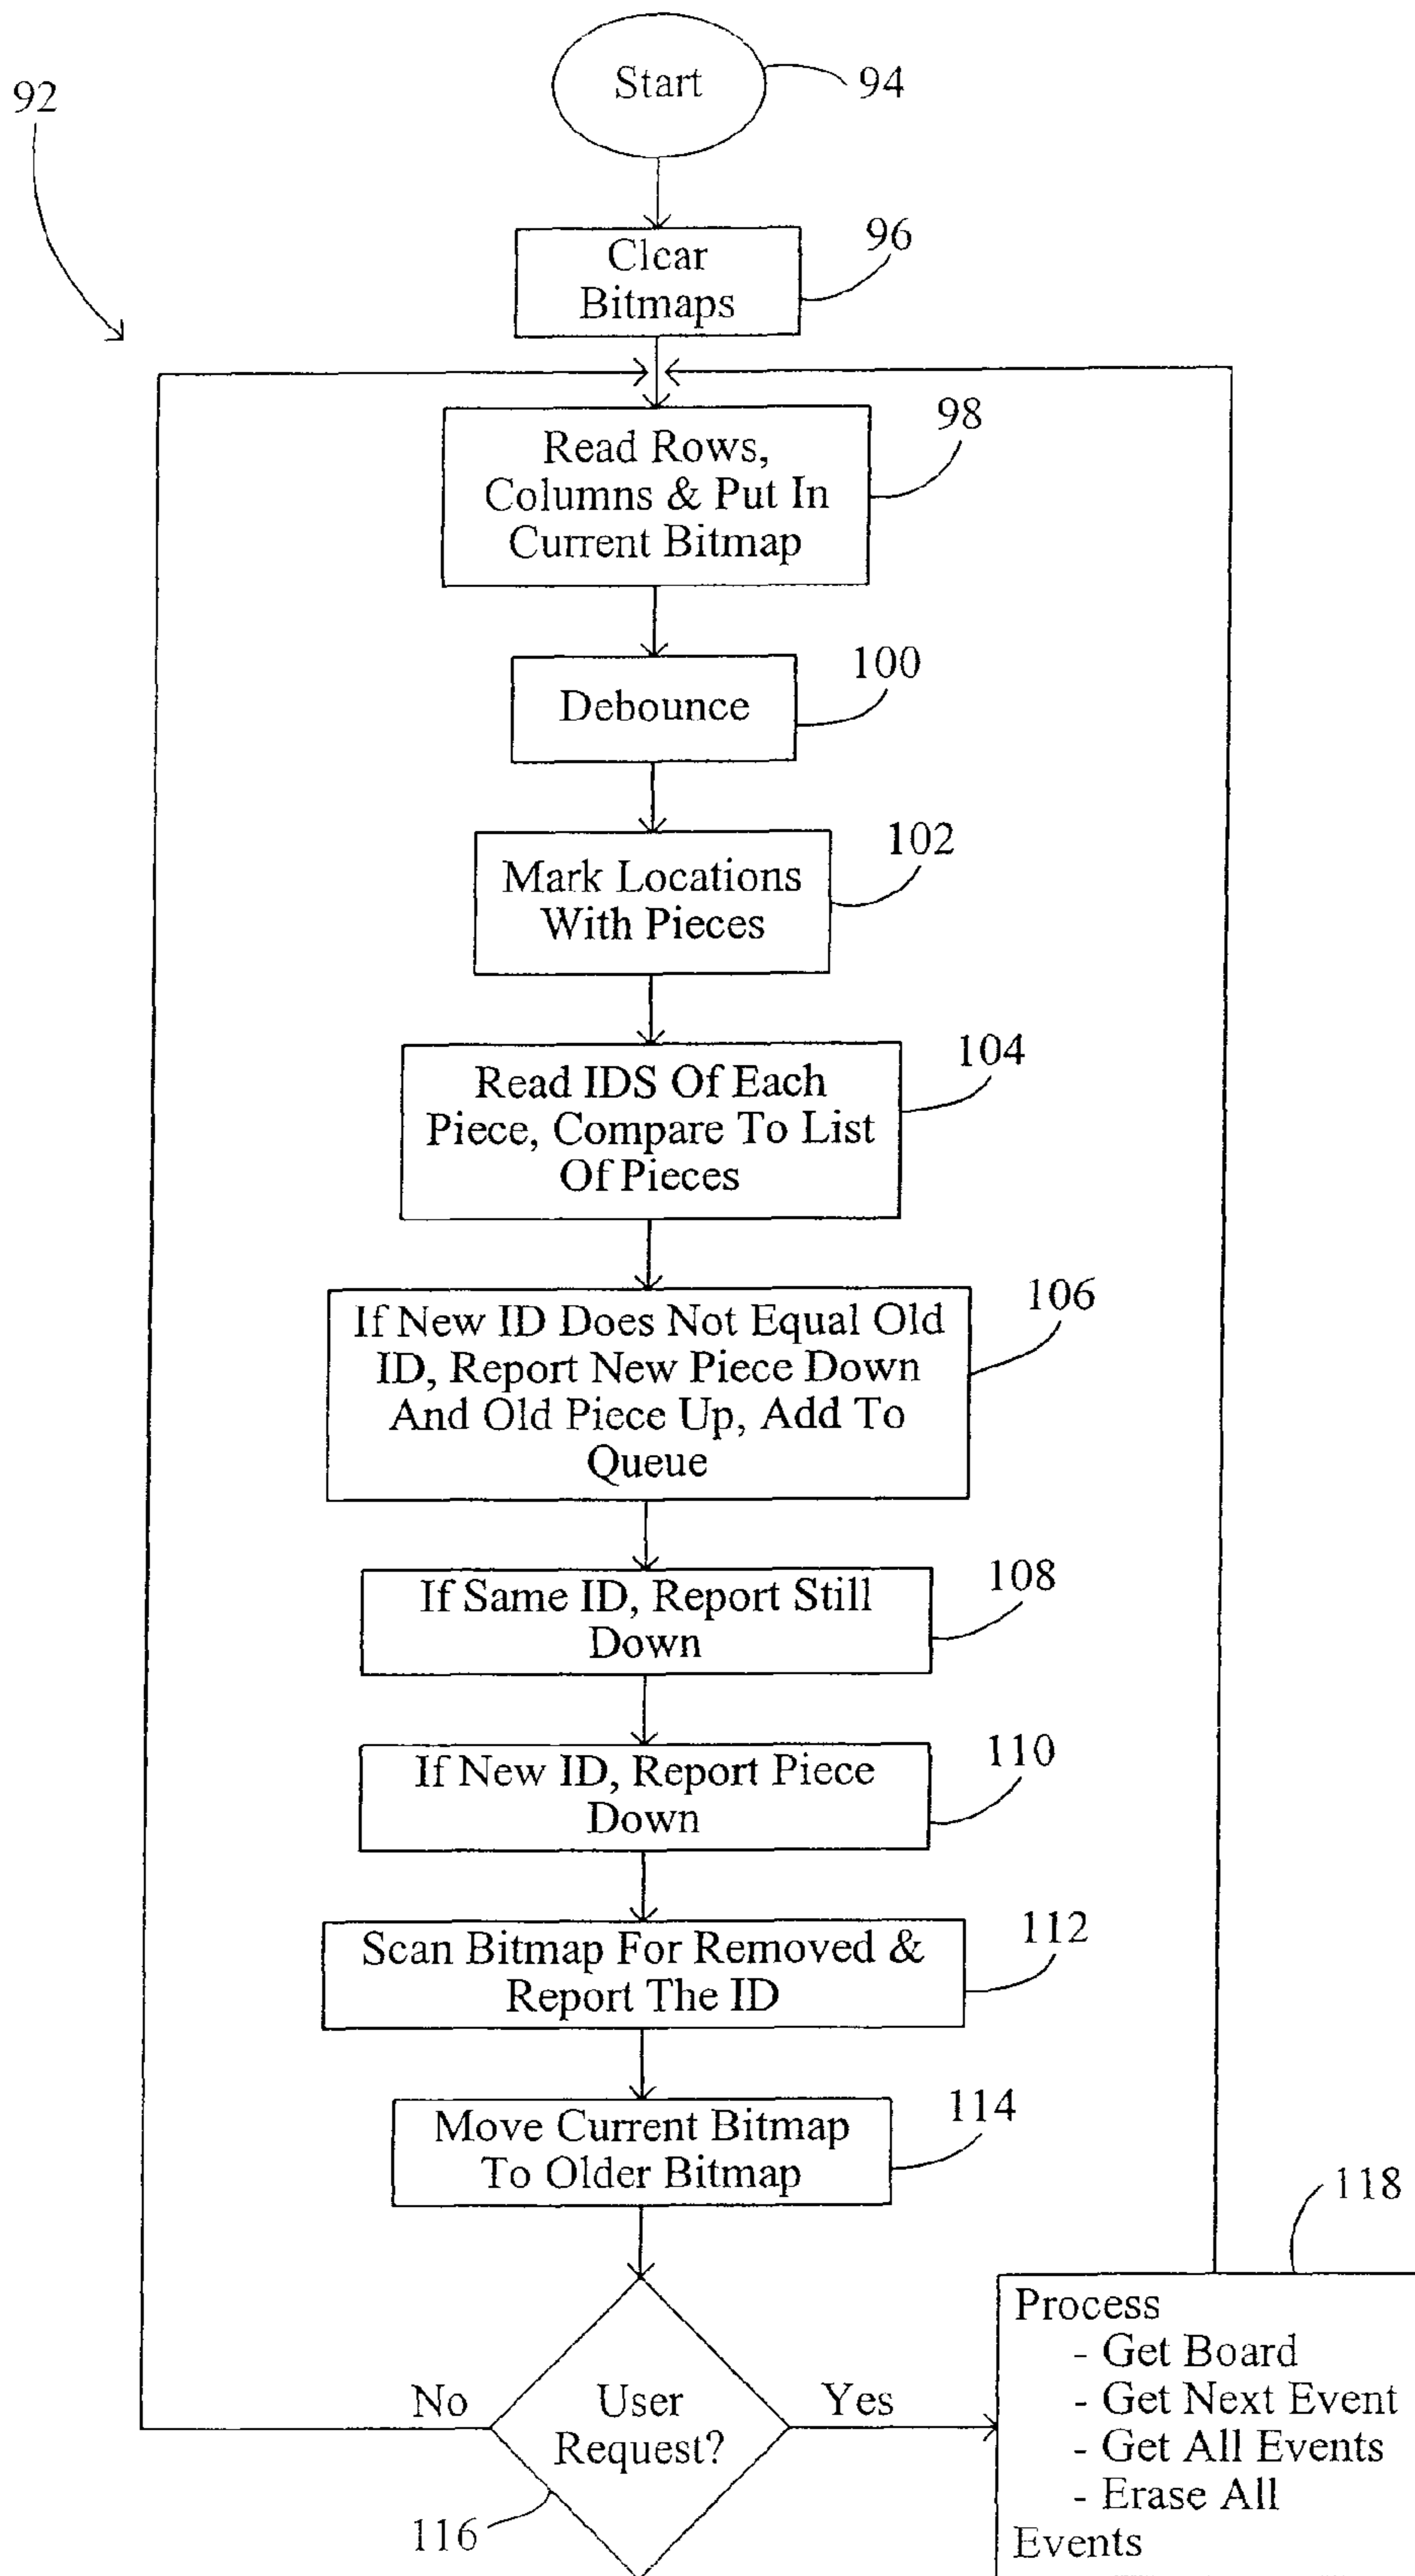 Start
94
92
96
Clear
Bitmaps
98
Read Rows,
Columns & Put In
Current Bitmap
100
Debounce
102
Mark Locations
With Pieces
104
Read IDS Of Each
Piece, Compare To List
Of Pieces
106
If New ID Does Not Equal Old
ID, Report New Piece Down
And Old Piece Up, Add To
Queue
108
If Same ID, Report Still
Down
110
If New ID, Report Piece
Down
112
Scan Bitmap For Removed &
Report The ID
114
Move Current Bitmap
To Older Bitmap
118
Process
- Get Board
- Get Next Event
- Get All Events
- Erase All
Events
No
User
Request?
Yes
116